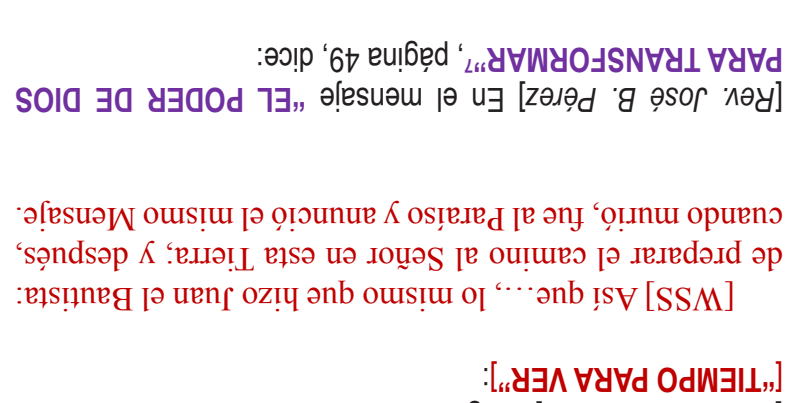 [“TIEMPO PARA VER”]:
[WSS] Así que…, lo mismo que hizo Juan el Bautista:
de preparar el camino al Señor en esta Tierra; y después,
cuando murió, fue al Paraíso y anunció el mismo Mensaje.
[Rev. José B. Pérez] En el mensaje “EL PODER DE DIOS
PARA TRANSFORMAR”⁷, página 49, dice: